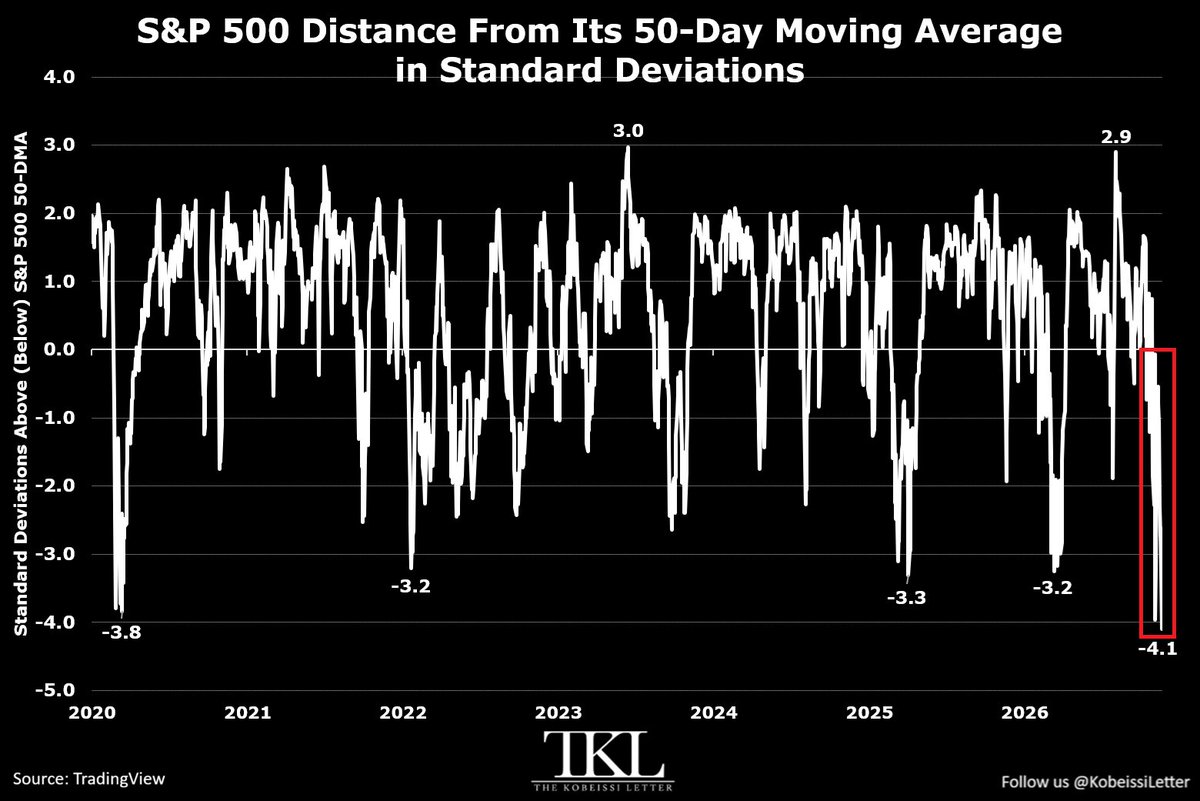 S&P 500 Distance From Its 50-Day Moving Average
in Standard Deviations
Standard Deviations Above (Below) S&P 500 50-DMA
4.0
3.0
2.0
1.0
0.0
-1.0
-2.0
-3.0
-4.0
-5.0
3.0
2.9
-3.8
-3.2
-3.3
-3.2
-4.1
2020 2021 2022 2023 2024 2025 2026
TKL
THE KOBEISSI LETTER
Source: TradingView
Follow us @KobeissiLetter